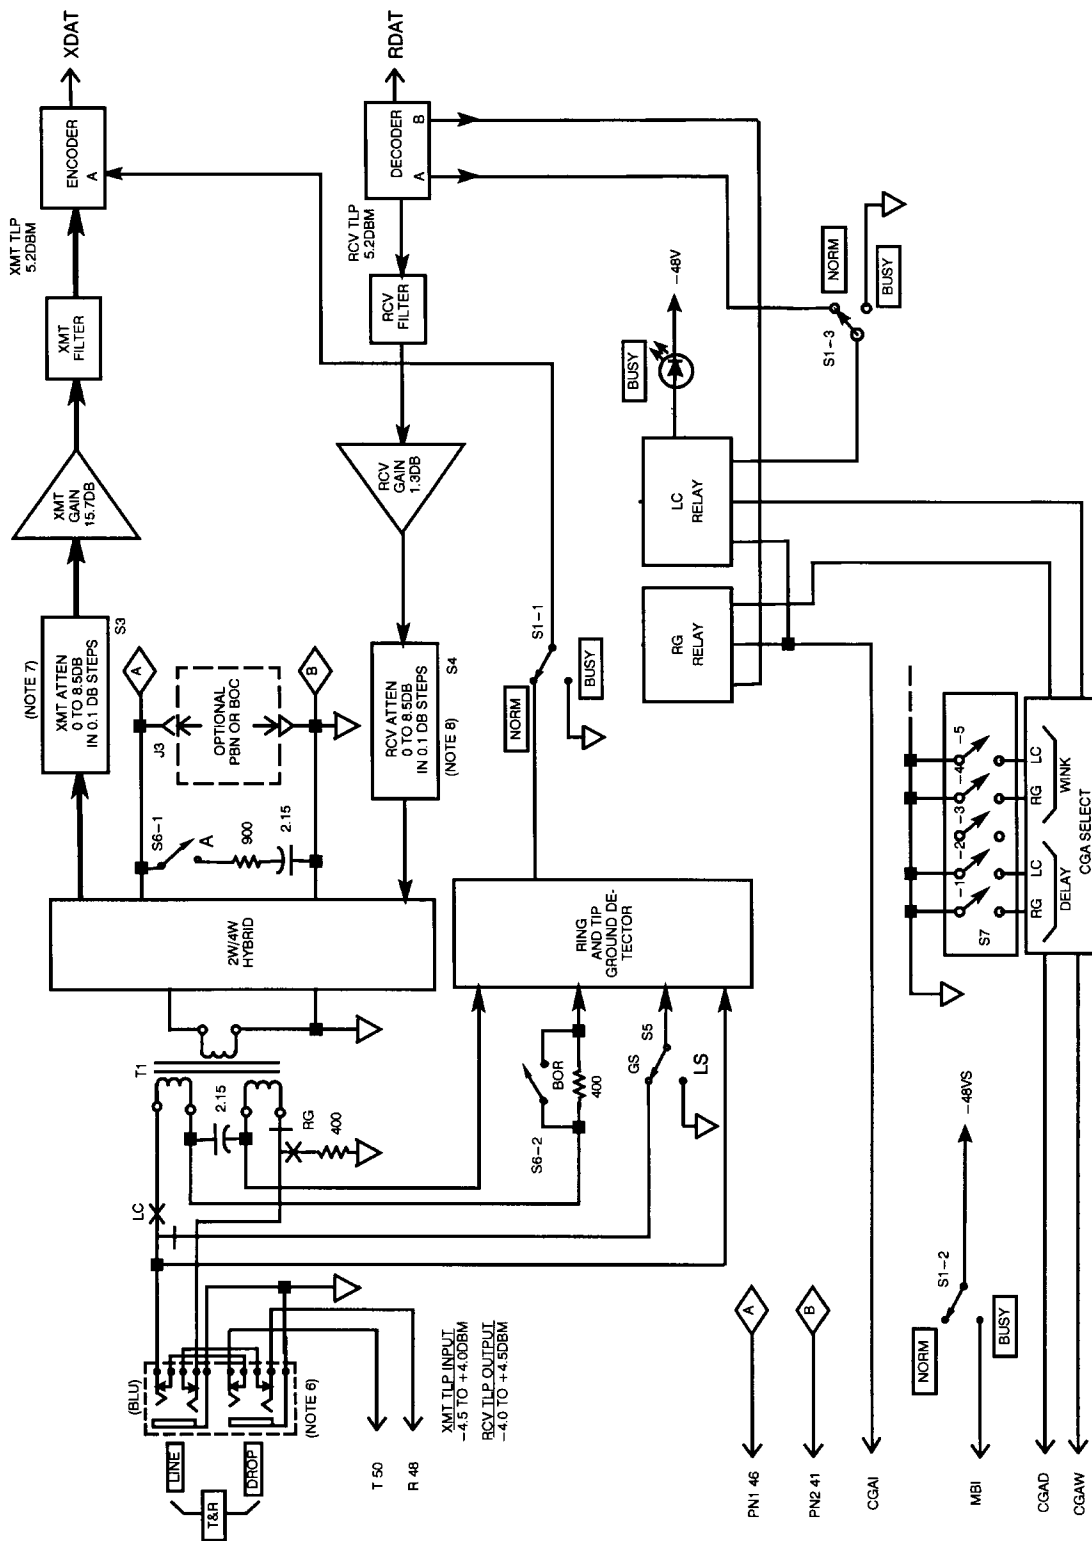 (BLU)
LINE
T&R
DROP
(NOTE 6)
T 50
R 48
XMT TLP INPUT
-4.5 TO +4.0DBM
RCV TLP OUTPUT
-4.0 TO +4.5DBM
LC
T1
2.15
RG
400
2W/4W
HYBRID
S6-1
A
900
2.15
J3
OPTIONAL
PBN OR BOC
A
B
(NOTE 7)
XMT ATTEN
0 TO 8.5DB
IN 0.1 DB STEPS
S3
XMT
GAIN
15.7DB
XMT
FILTER
XMT TLP
5.2DBM
ENCODER
A
XDAT
RCV ATTEN
0 TO 8.5DB
IN 0.1 DB STEPS
S4
(NOTE 8)
RCV
GAIN
1.3DB
RCV
FILTER
RCV TLP
5.2DBM
DECODER
A
B
RDAT
S6-2
BOR
400
GS
S5
LS
RING
AND TIP
GROUND DE-
TECTOR
NORM
S1-1
BUSY
RG
RELAY
LC
RELAY
BUSY
-48V
S1-3
NORM
BUSY
PN1 46
A
PN2 41
B
CGAI
MBI
NORM
S1-2
BUSY
-48VS
CGAD
CGAW
S7
-1
-2
-3
-4
-5
RG
LC
DELAY
RG
LC
WINK
CGA SELECT